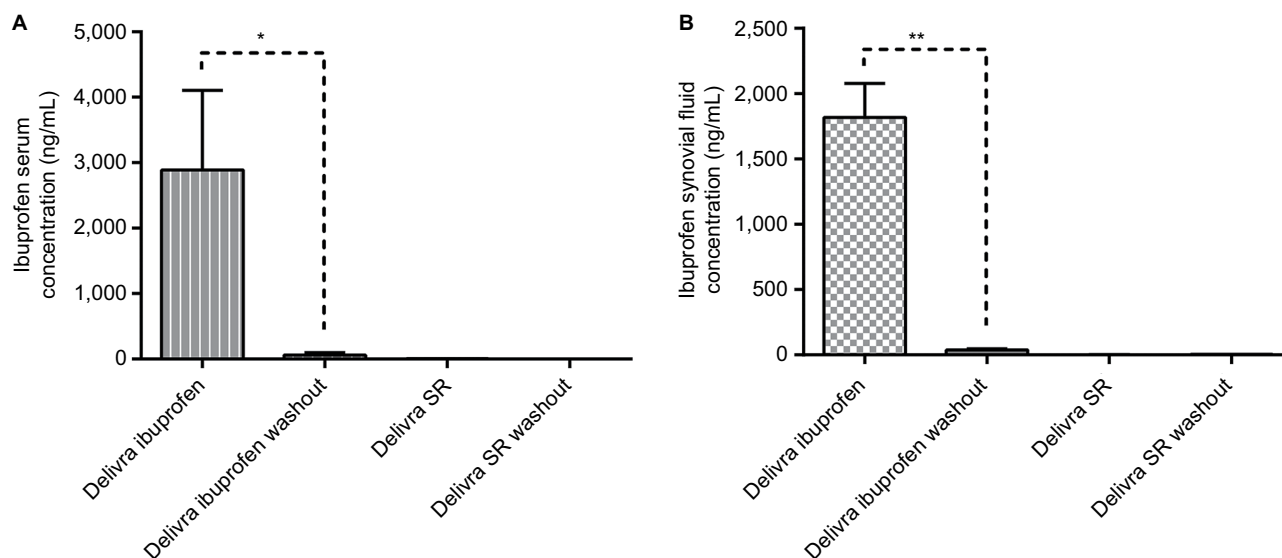 A
Ibuprofen serum
concentration (ng/mL)
5,000
4,000
3,000
2,000
1,000
0
*
Delivra ibuprofen
Delivra ibuprofen washout
Delivra SR
Delivra SR washout
B
Ibuprofen synovial fluid
concentration (ng/mL)
2,500
2,000
1,500
1,000
500
0
**
Delivra ibuprofen
Delivra ibuprofen washout
Delivra SR
Delivra SR washout